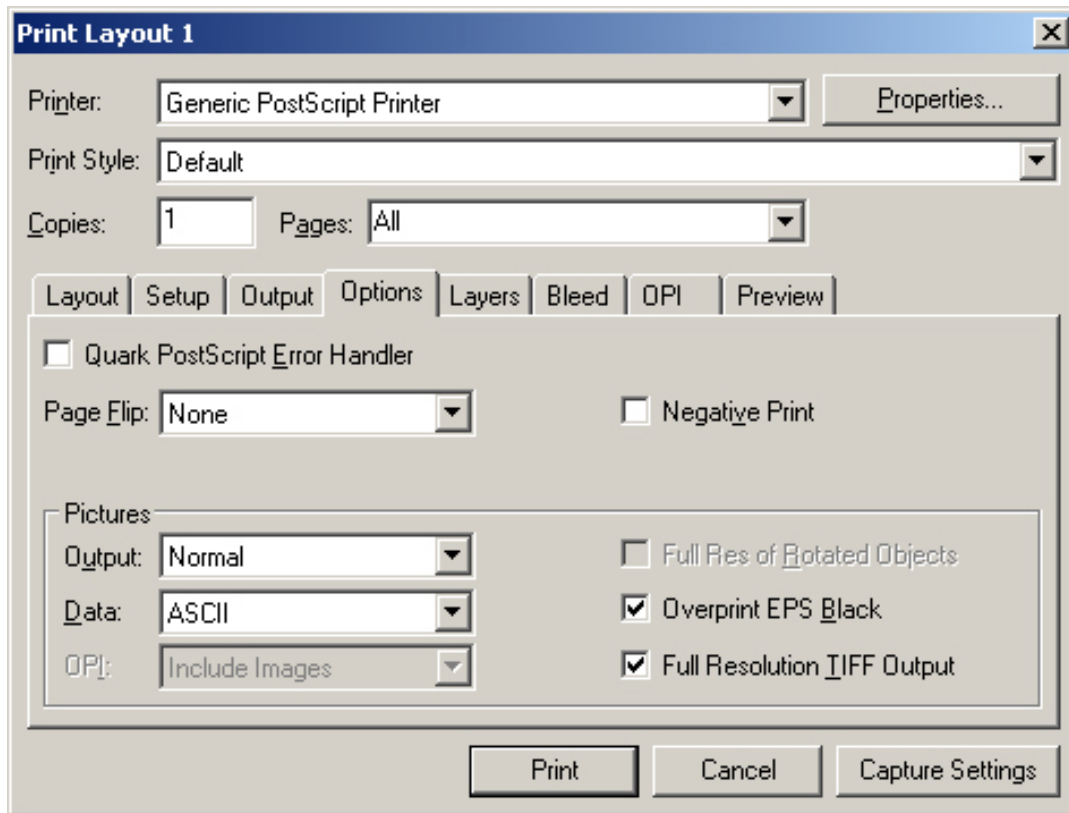 Print Layout 1
Printer: Generic PostScript Printer Properties...
Print Style: Default
Copies: 1 Pages: All
Layout Setup Output Options Layers Bleed OPI Preview
Quark PostScript Error Handler
Page Flip: None Negative Print
Pictures
Output: Normal Full Res of Rotated Objects
Data: ASCII Overprint EPS Black
OPI: Include Images Full Resolution TIFF Output
Print Cancel Capture Settings